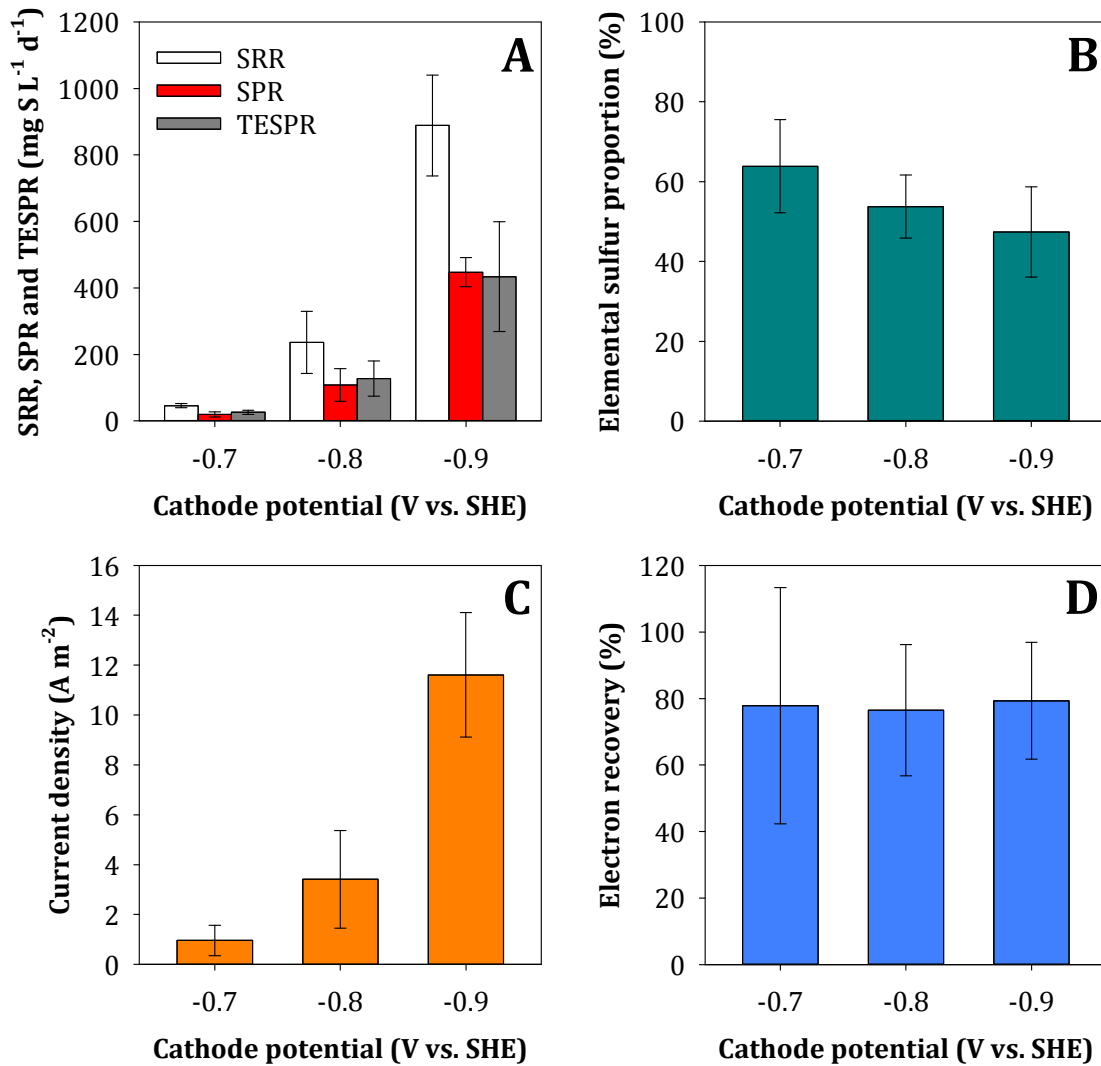 A
SRR, SPR and TESPR (mg S L⁻¹ d⁻¹)
1200
1000
800
600
400
200
0
SRR
SPR
TESPR
-0.7 -0.8 -0.9
Cathode potential (V vs. SHE)
B
Elemental sulfur proportion (%)
100
80
60
40
20
0
-0.7 -0.8 -0.9
Cathode potential (V vs. SHE)
C
Current density (A m⁻²)
16
14
12
10
8
6
4
2
0
-0.7 -0.8 -0.9
Cathode potential (V vs. SHE)
D
Electron recovery (%)
120
100
80
60
40
20
0
-0.7 -0.8 -0.9
Cathode potential (V vs. SHE)